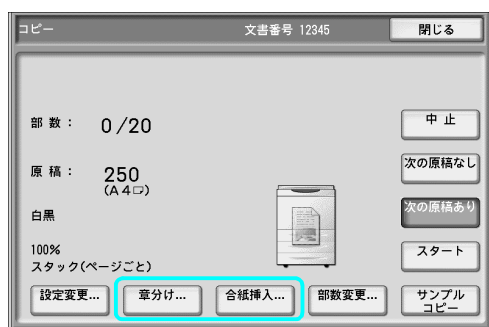 コピー 文書番号 12345 閉じる
部 数 : 0/20
中 止
原 稿 : 250
(A4)
次の原稿なし
白黒
次の原稿あり
100%
スタック(ページごと)
スタート
設定変更... 章分け... 合紙挿入... 部数変更... サンプル
コピー